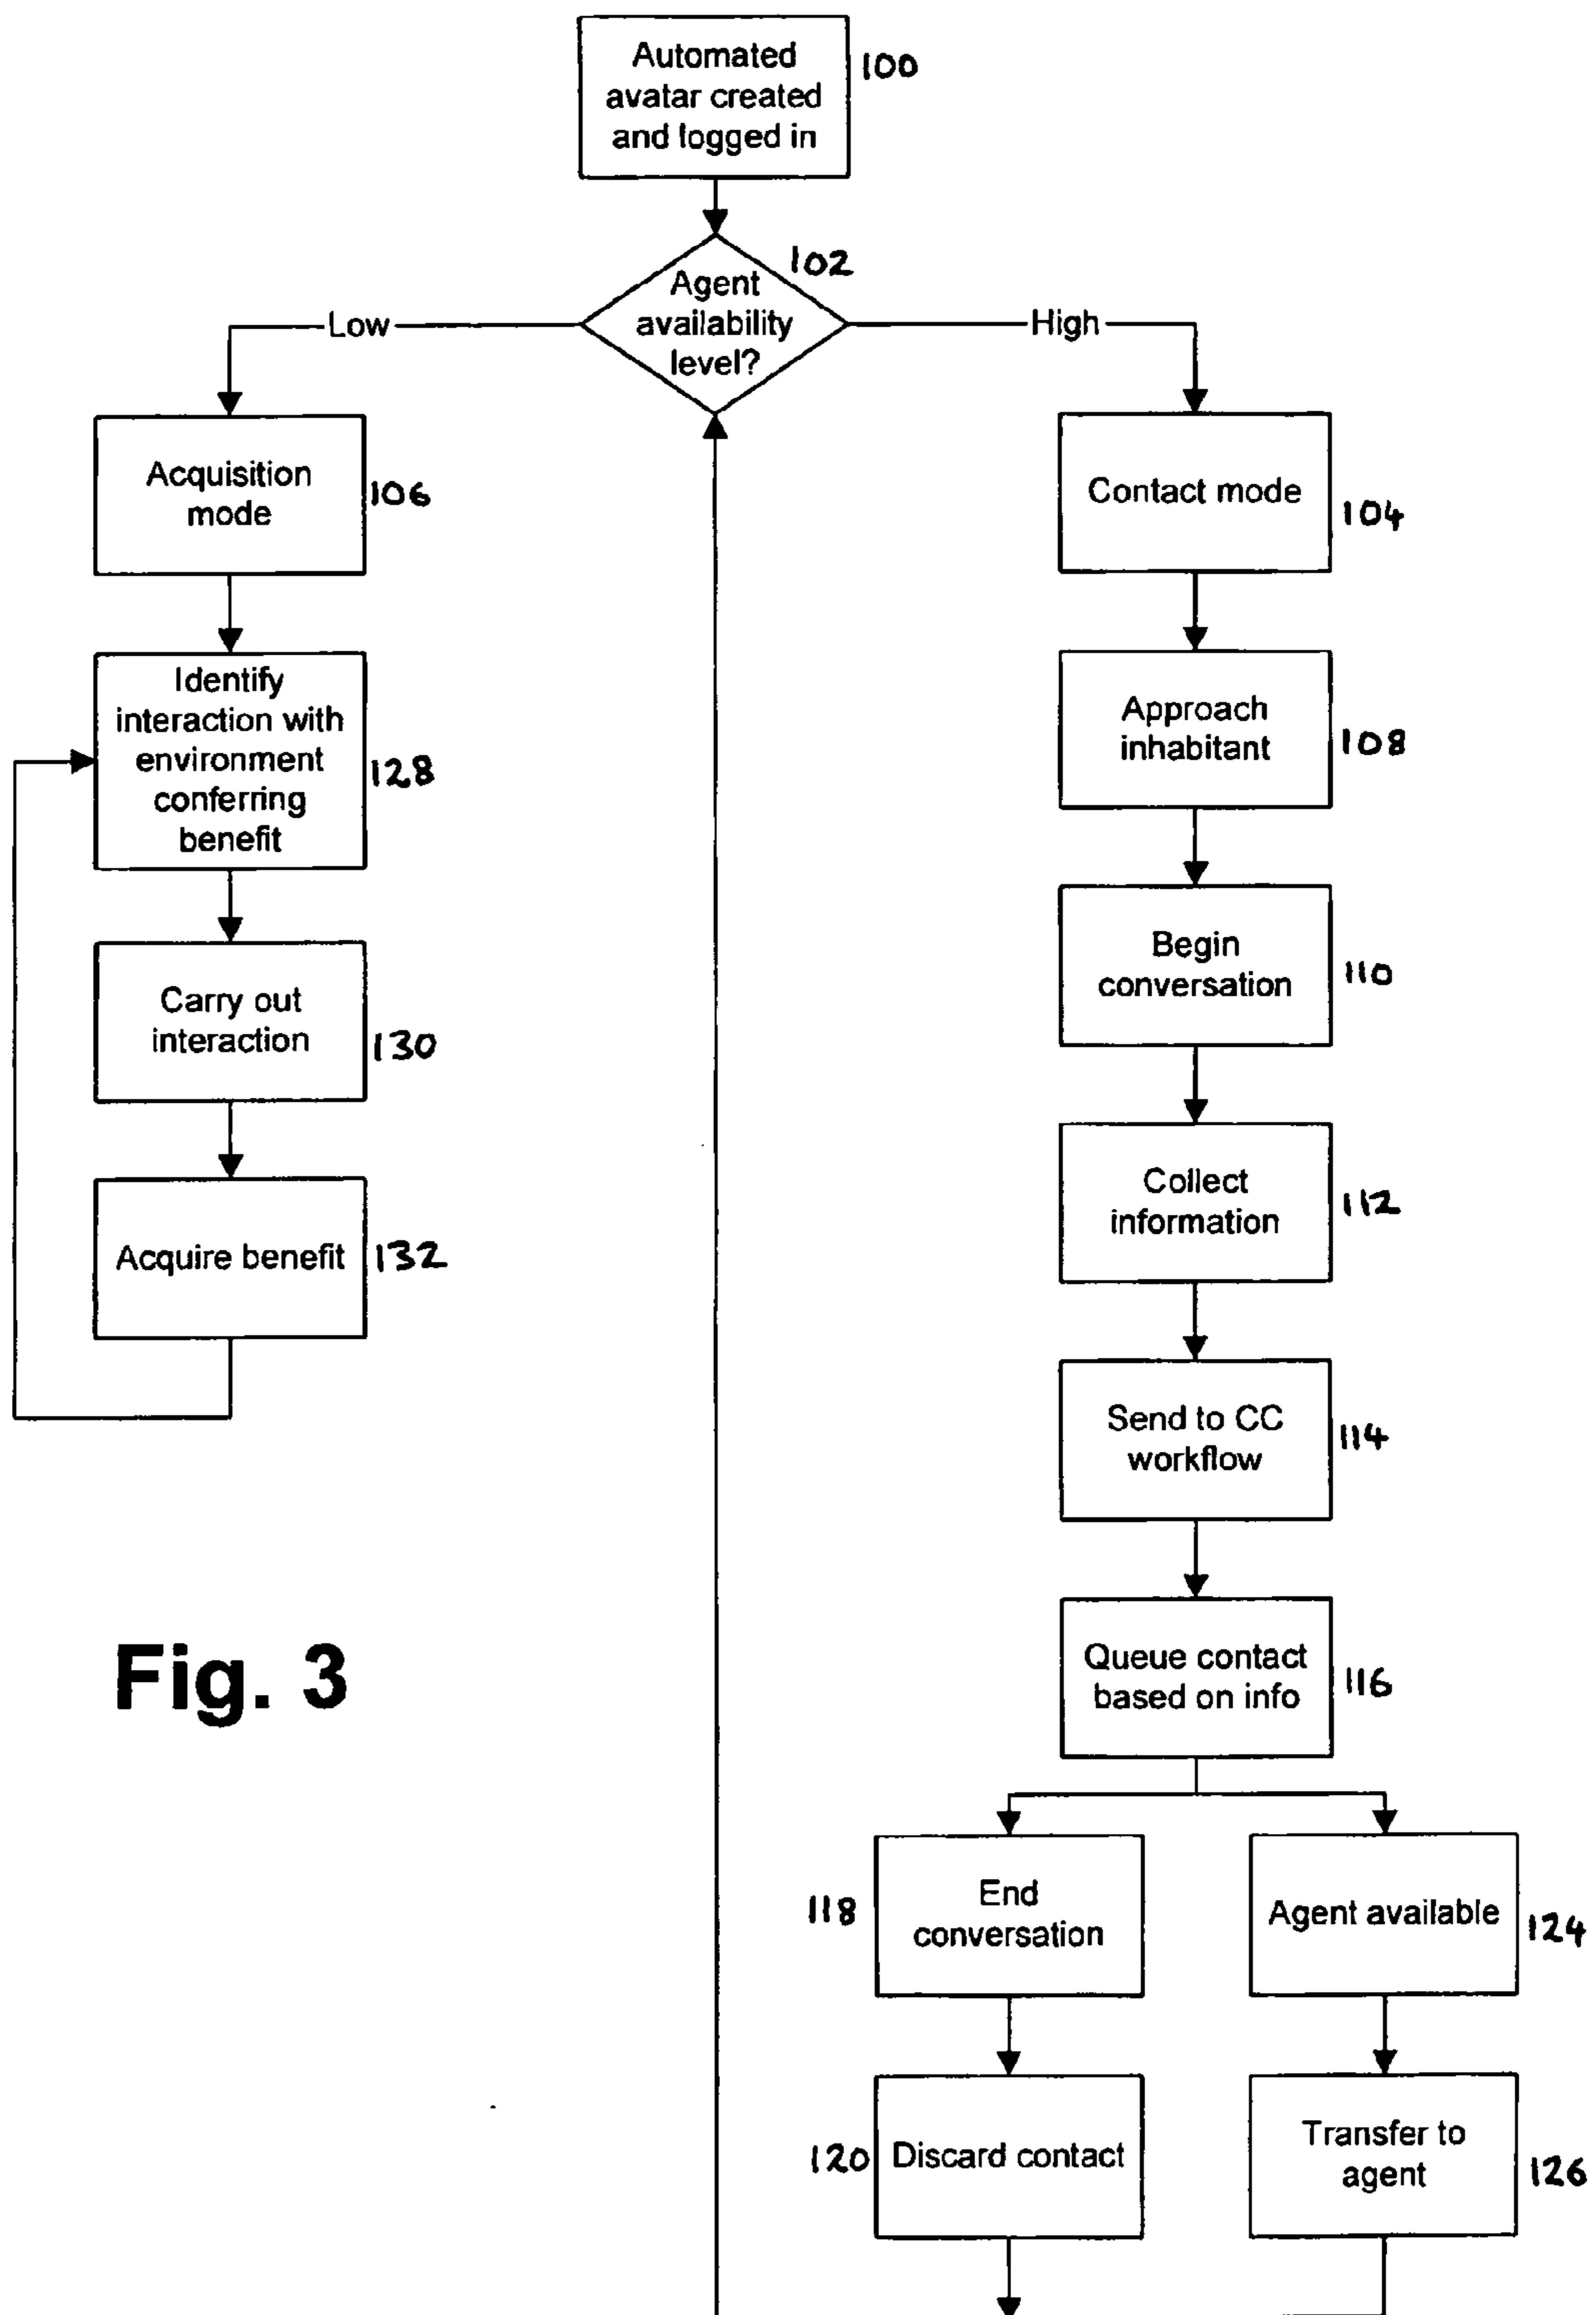 Automated
avatar created
and logged in
100
102
Agent
availability
level?
Low
High
Acquisition
mode
106
Contact mode
104
Identify
interaction with
environment
conferring
benefit
128
Approach
inhabitant
108
Carry out
interaction
130
Begin
conversation
110
Acquire benefit
132
Collect
information
112
Send to CC
workflow
114
Fig. 3
Queue contact
based on info
116
118
End
conversation
Agent available
124
120
Discard contact
Transfer to
agent
126